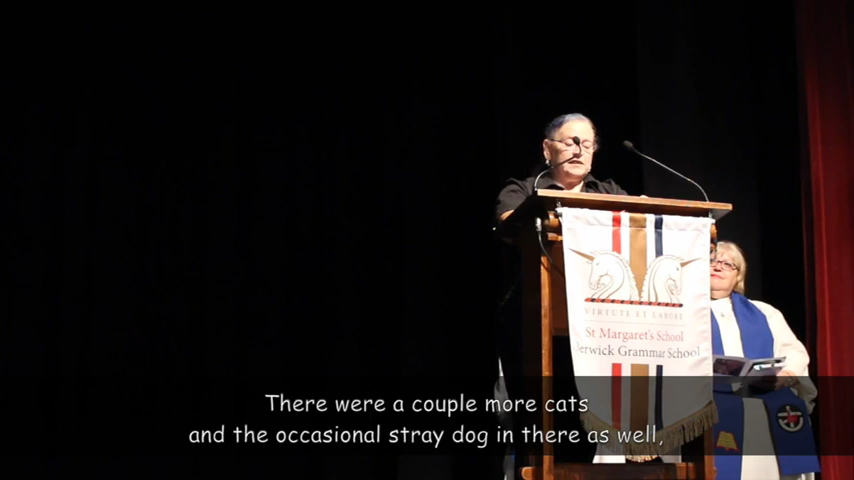 VIRTUTE ET LABORE
St Margaret's School
Berwick Grammar School
There were a couple more cats
and the occasional stray dog in there as well,